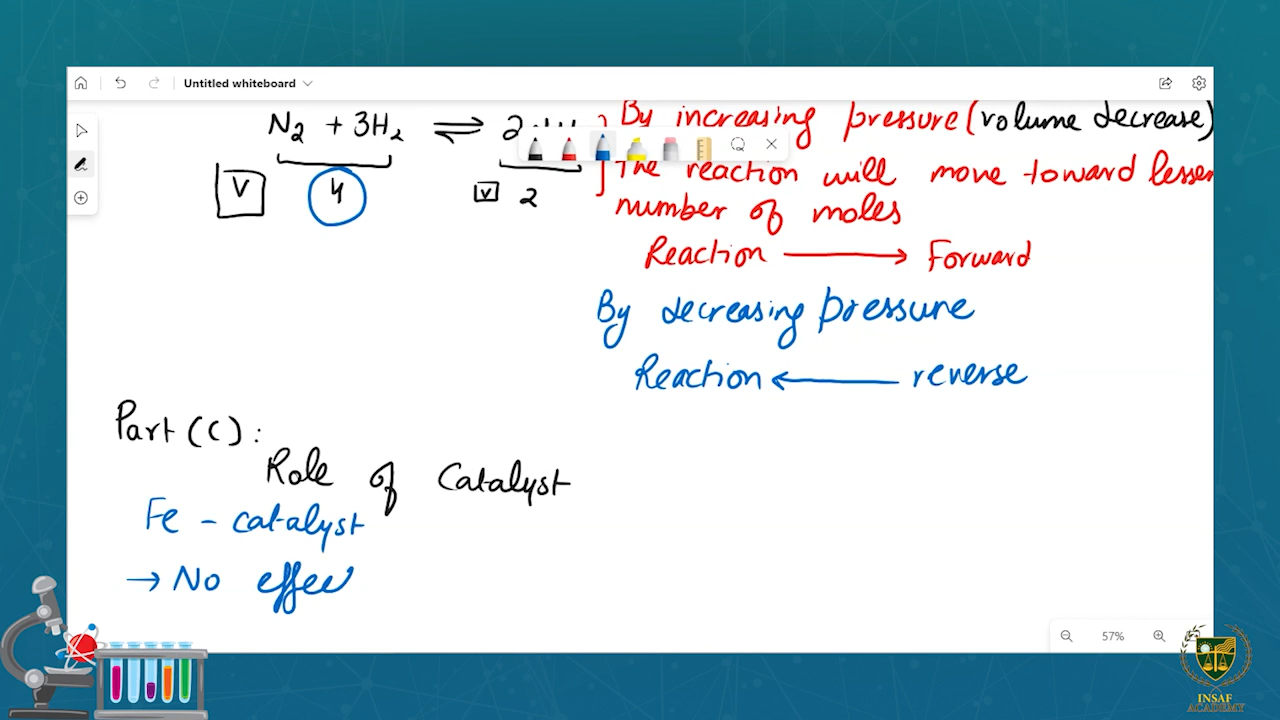 Untitled whiteboard
N₂ + 3H₂ ⇌ 2
By increasing pressure (volume decrease)
The reaction will move toward lesser
number of moles
V 4 V 2
Reaction → Forward
By decreasing pressure
Reaction ← reverse
Part (C):
Role of Catalyst
Fe - catalyst
→ No effec
57%
INSAF
ACADEMY